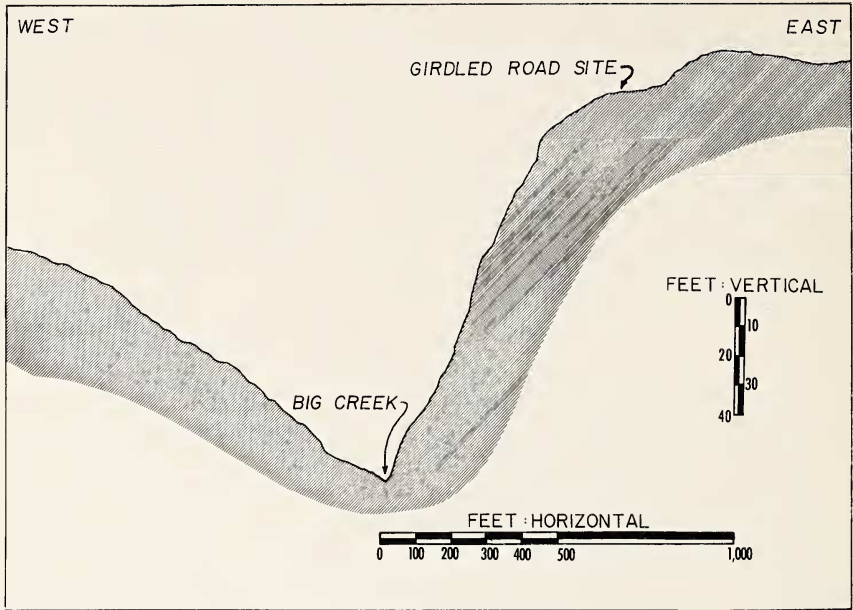 WEST
EAST
GIRDLED ROAD SITE
FEET : VERTICAL
0
10
20
30
40
BIG CREEK
FEET : HORIZONTAL
0 100 200 300 400 500 1,000